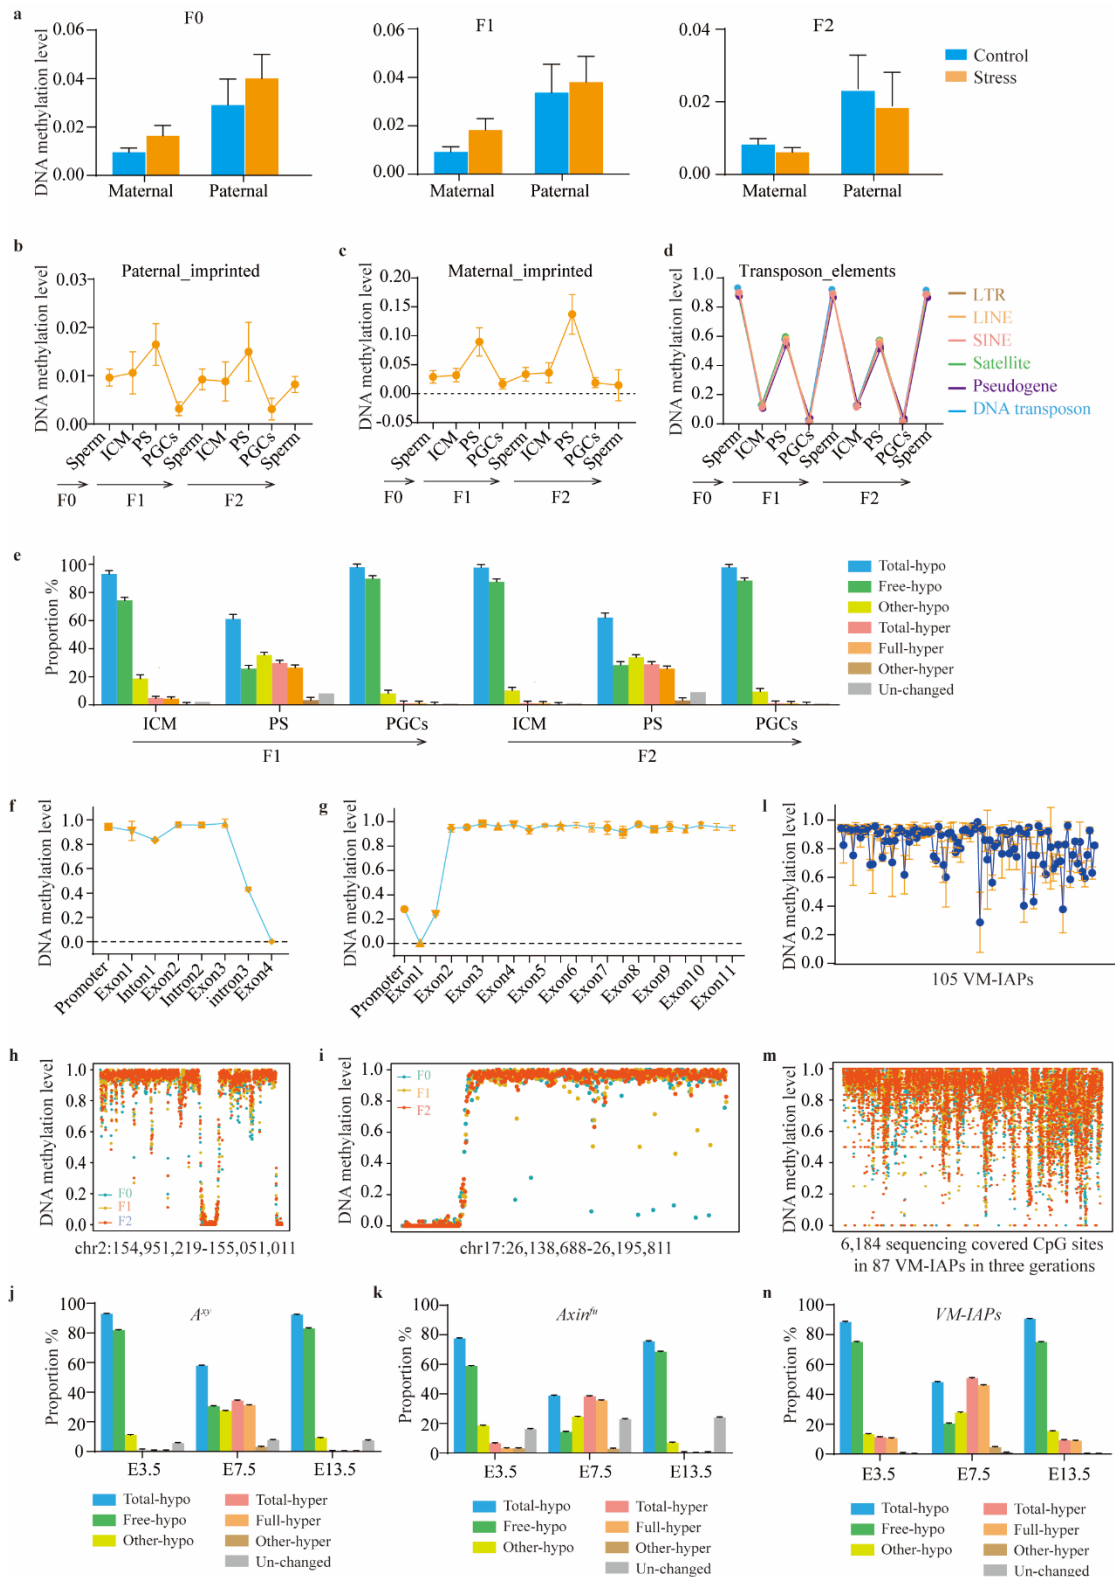 a
F0
F1
F2
DNA methylation level
0.06
0.04
0.02
0.00
Maternal
Paternal
0.06
0.04
0.02
0.00
Maternal
Paternal
0.04
0.02
0.00
Maternal
Paternal
Control
Stress
b
Paternal_imprinted
DNA methylation level
0.03
0.02
0.01
0.00
Sperm
ICM
PS
PGCs
Sperm
ICM
PS
PGCs
Sperm
F0
F1
F2
c
Maternal_imprinted
DNA methylation level
0.20
0.15
0.10
0.05
0.00
-0.05
Sperm
ICM
PS
PGCs
Sperm
ICM
PS
PGCs
Sperm
F0
F1
F2
d
Transposon_elements
DNA methylation level
1.0
0.8
0.6
0.4
0.2
0.0
Sperm
ICM
PS
PGCs
Sperm
ICM
PS
PGCs
Sperm
F0
F1
F2
LTR
LINE
SINE
Satellite
Pseudogene
DNA transposon
e
Proportion %
100
80
60
40
20
0
ICM
PS
PGCs
ICM
PS
PGCs
F1
F2
Total-hypo
Free-hypo
Other-hypo
Total-hyper
Full-hyper
Other-hyper
Un-changed
f
DNA methylation level
1.0
0.8
0.6
0.4
0.2
0.0
Promoter
Exon1
Inton1
Exon2
Intron2
Exon3
intron3
Exon4
g
DNA methylation level
1.0
0.8
0.6
0.4
0.2
0.0
Promoter
Exon1
Exon2
Exon3
Exon4
Exon5
Exon6
Exon7
Exon8
Exon9
Exon10
Exon11
l
DNA methylation level
1.0
0.8
0.6
0.4
0.2
0.0
105 VM-IAPs
h
DNA methylation level
1.0
0.8
0.6
0.4
0.2
0.0
F0
F1
F2
chr2:154,951,219-155,051,011
i
DNA methylation level
1.0
0.8
0.6
0.4
0.2
0.0
F0
F1
F2
chr17:26,138,688-26,195,811
m
DNA methylation level
1.0
0.8
0.6
0.4
0.2
0.0
6,184 sequencing covered CpG sites
in 87 VM-IAPs in three gerations
j
Aˣʸ
Proportion %
100
80
60
40
20
0
E3.5
E7.5
E13.5
Total-hypo
Free-hypo
Other-hypo
Total-hyper
Full-hyper
Other-hyper
Un-changed
k
Axinᶠᵘ
Proportion %
100
80
60
40
20
0
E3.5
E7.5
E13.5
Total-hypo
Free-hypo
Other-hypo
Total-hyper
Full-hyper
Other-hyper
Un-changed
n
VM-IAPs
Proportion %
100
80
60
40
20
0
E3.5
E7.5
E13.5
Total-hypo
Free-hypo
Other-hypo
Total-hyper
Full-hyper
Other-hyper
Un-changed